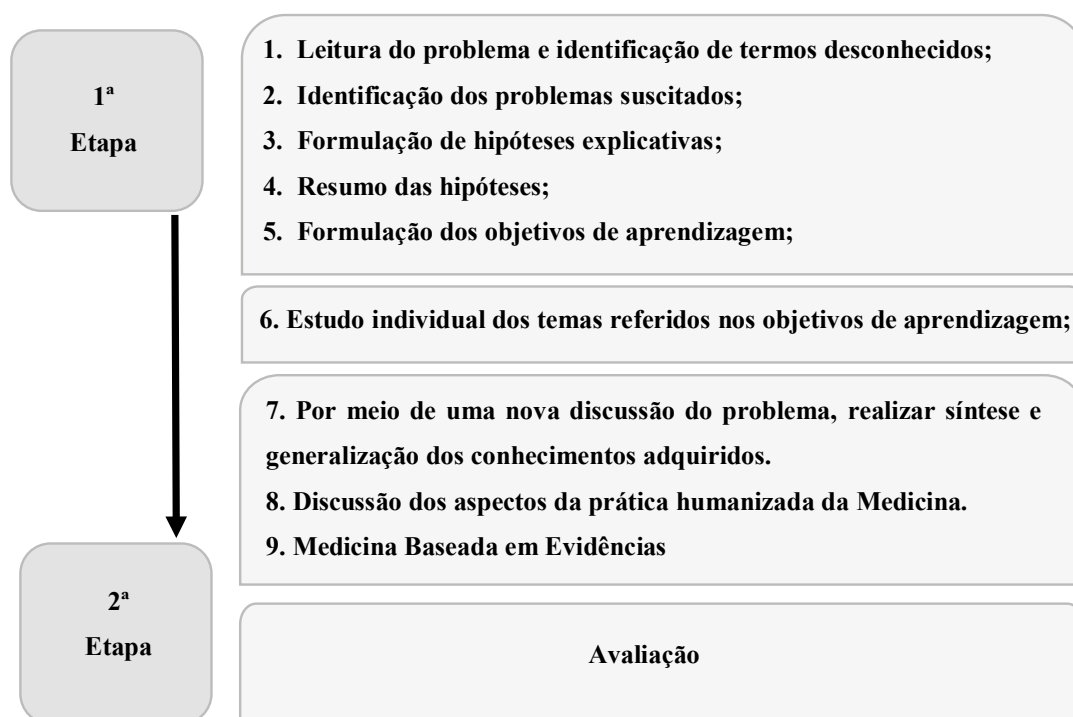 1ª
Etapa
1. Leitura do problema e identificação de termos desconhecidos;
2. Identificação dos problemas suscitados;
3. Formulação de hipóteses explicativas;
4. Resumo das hipóteses;
5. Formulação dos objetivos de aprendizagem;
6. Estudo individual dos temas referidos nos objetivos de aprendizagem;
7. Por meio de uma nova discussão do problema, realizar síntese e
generalização dos conhecimentos adquiridos.
8. Discussão dos aspectos da prática humanizada da Medicina.
9. Medicina Baseada em Evidências
2ª
Etapa
Avaliação